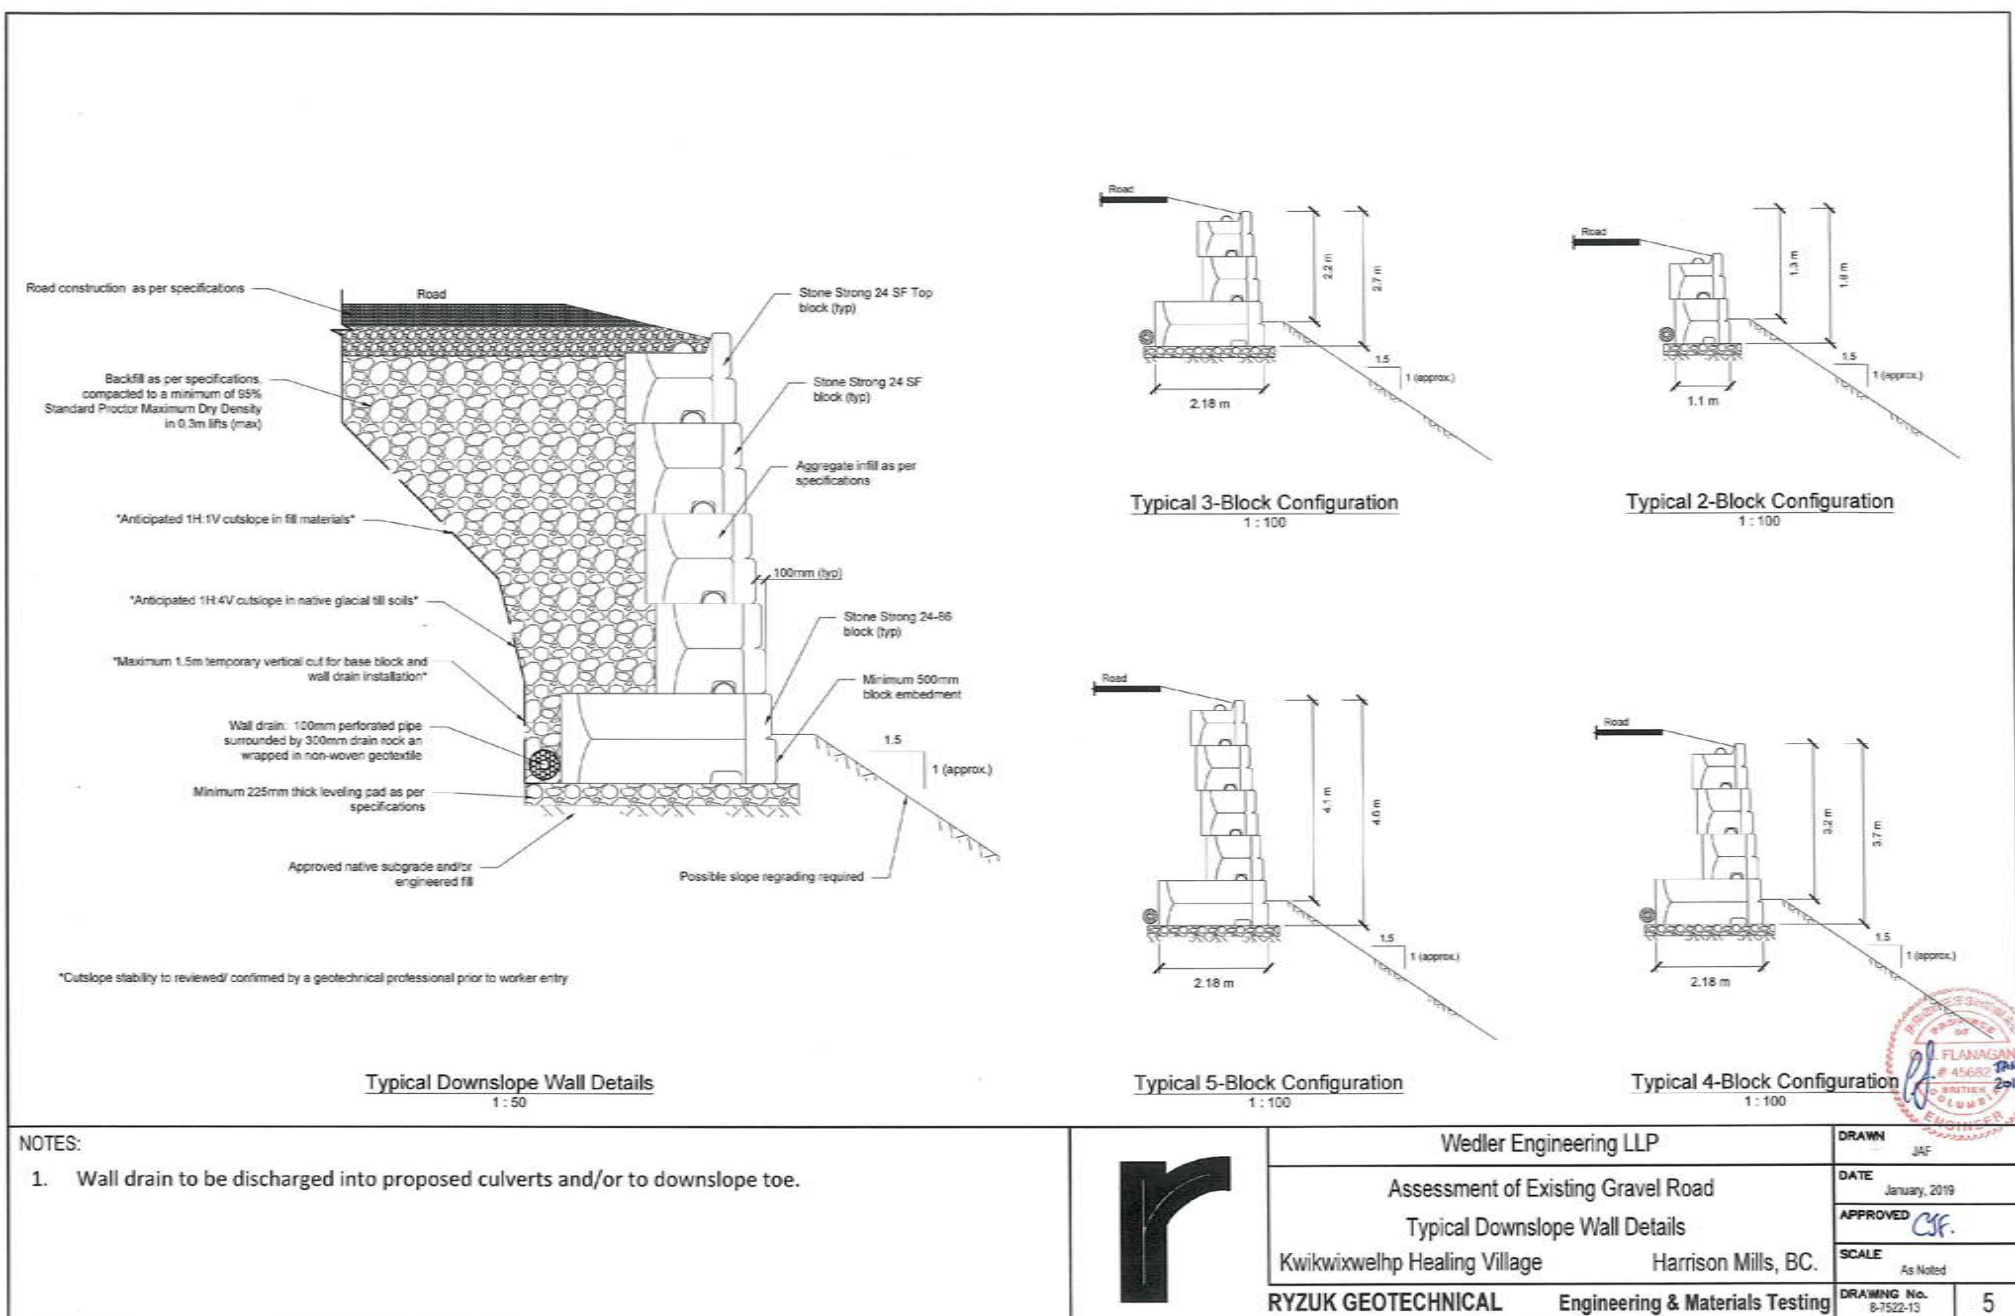 Road construction as per specifications
Road
Stone Strong 24 SF Top
block (typ)
Backfill as per specifications,
compacted to a minimum of 95%
Standard Proctor Maximum Dry Density
in 0.3m lifts (max)
Stone Strong 24 SF
block (typ)
Aggregate infill as per
specifications
*Anticipated 1H:1V cutslope in fill materials*
100mm (typ)
*Anticipated 1H:4V cutslope in native glacial till soils*
Stone Strong 24-86
block (typ)
*Maximum 1.5m temporary vertical cut for base block and
wall drain installation*
Minimum 500mm
block embedment
Wall drain: 100mm perforated pipe
surrounded by 300mm drain rock an
wrapped in non-woven geotextile
1.5
1 (approx.)
Minimum 225mm thick leveling pad as per
specifications
Approved native subgrade and/or
engineered fill
Possible slope regrading required
*Cutslope stability to reviewed/ confirmed by a geotechnical professional prior to worker entry
Typical Downslope Wall Details
1 : 50
Road
2.2 m
2.7 m
1.5
1 (approx.)
2.18 m
Typical 3-Block Configuration
1 : 100
Road
1.3 m
1.8 m
1.5
1 (approx.)
1.1 m
Typical 2-Block Configuration
1 : 100
Road
4.1 m
4.6 m
1.5
1 (approx.)
2.18 m
Typical 5-Block Configuration
1 : 100
Road
3.2 m
3.7 m
1.5
1 (approx.)
2.18 m
Typical 4-Block Configuration
1 : 100
PROVINCE
OF
FLANAGAN
# 45682
BRITISH
COLUMBIA
ENGINEER
NOTES:
1. Wall drain to be discharged into proposed culverts and/or to downslope toe.
r
Wedler Engineering LLP
Assessment of Existing Gravel Road
Typical Downslope Wall Details
Kwikwixwelhp Healing Village Harrison Mills, BC.
RYZUK GEOTECHNICAL Engineering & Materials Testing
DRAWN
JAF
DATE
January, 2019
APPROVED CJF.
SCALE
As Noted
DRAWING No.
8-7522-13
5